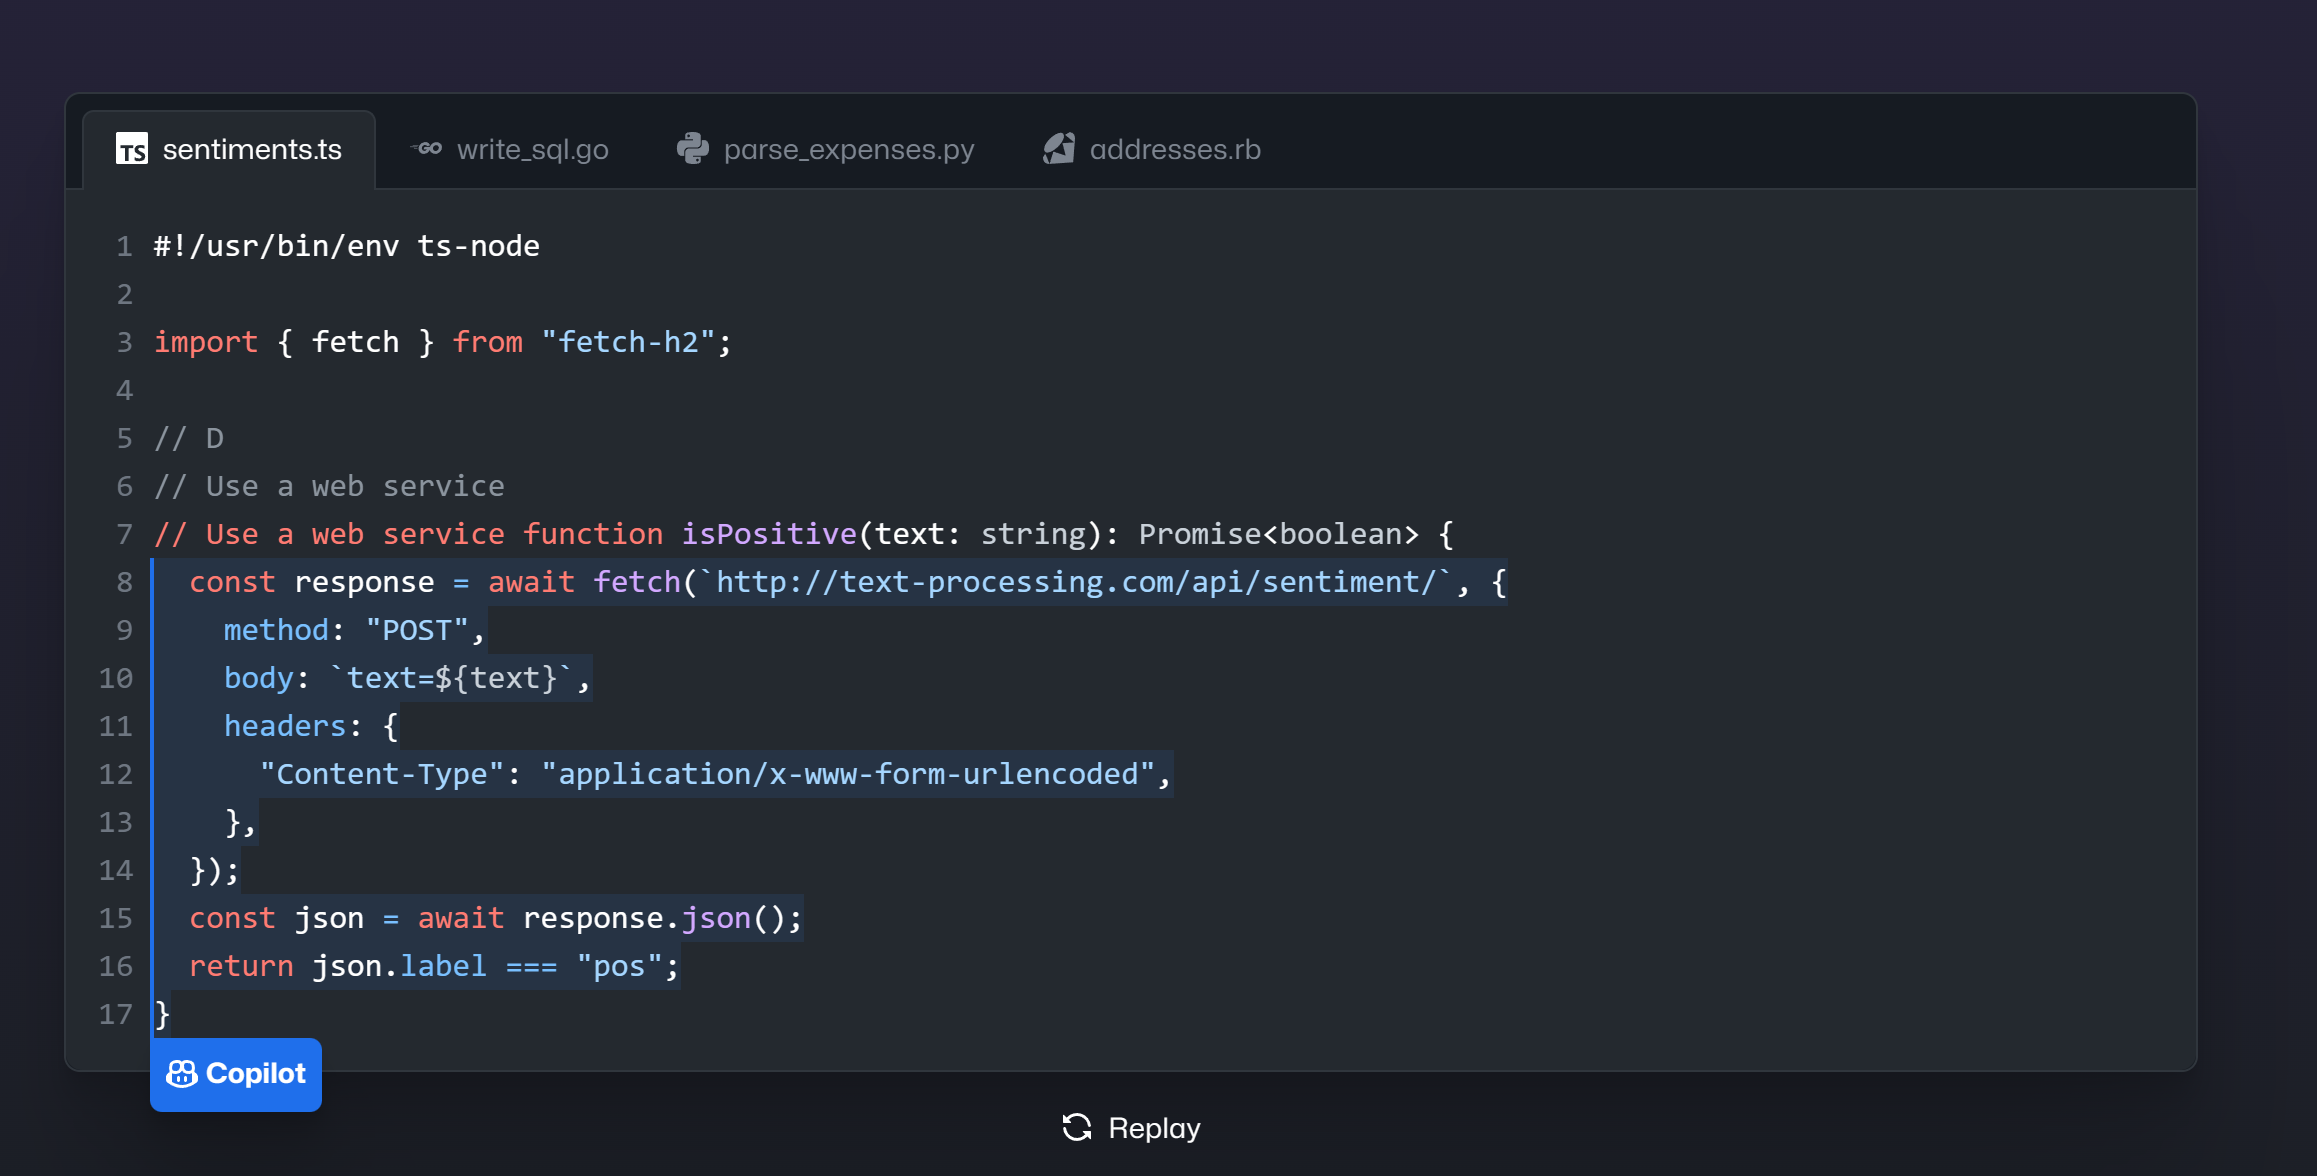 TS sentiments.ts GO write_sql.go parse_expenses.py addresses.rb
1 #!/usr/bin/env ts-node
2
3 import { fetch } from "fetch-h2";
4
5 // D
6 // Use a web service
7 // Use a web service function isPositive(text: string): Promise<boolean> {
8   const response = await fetch(`http://text-processing.com/api/sentiment/`, {
9     method: "POST",
10     body: `text=${text}`,
11     headers: {
12       "Content-Type": "application/x-www-form-urlencoded",
13     },
14   });
15   const json = await response.json();
16   return json.label === "pos";
17 }
Copilot
Replay